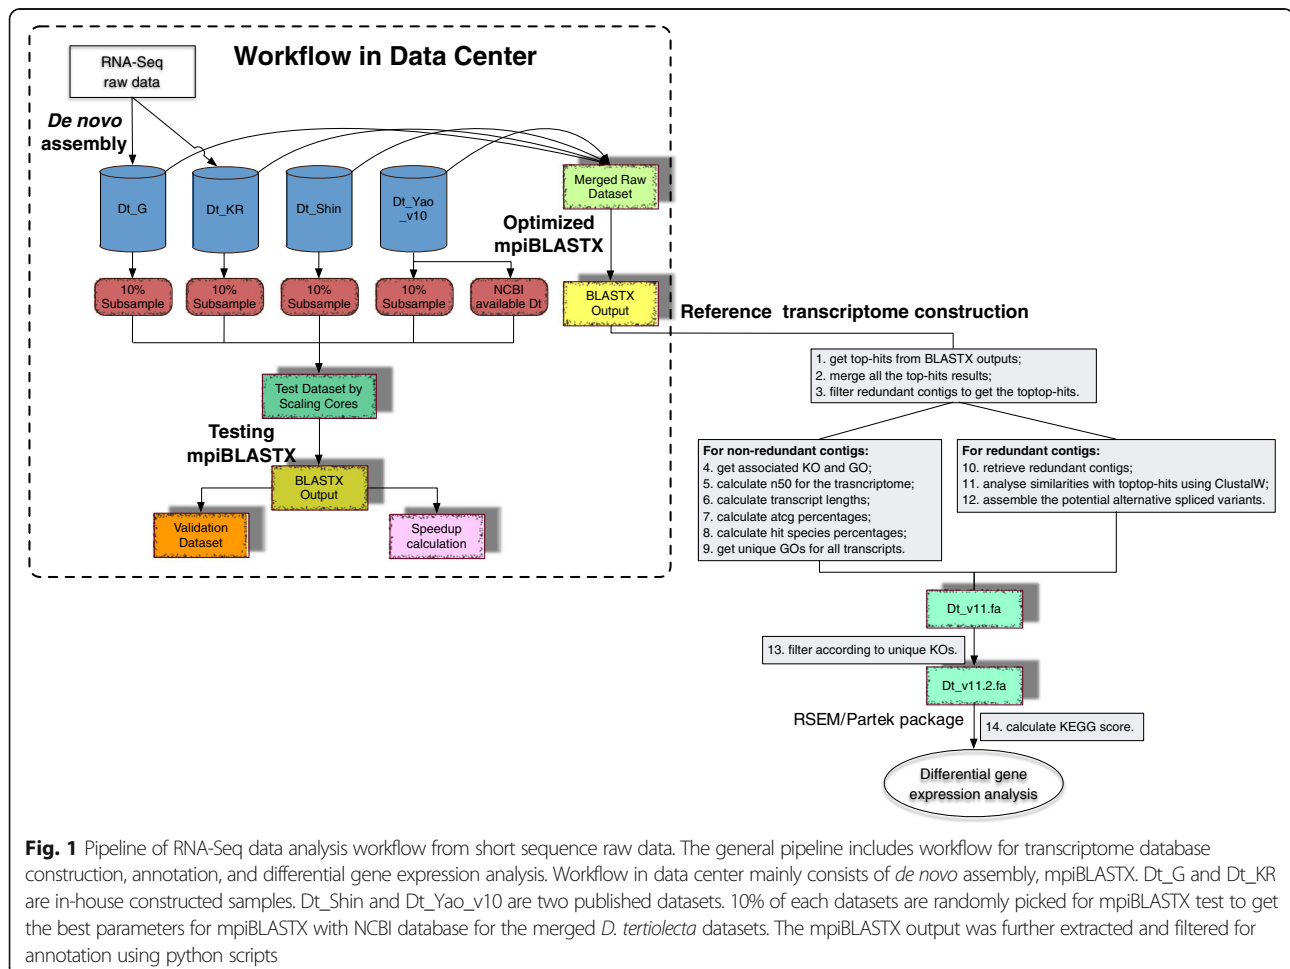 Workflow in Data Center
RNA-Seq
raw data
De novo
assembly
Dt_G
Dt_KR
Dt_Shin
Dt_Yao
_v10
Merged Raw
Dataset
Optimized
mpiBLASTX
10%
Subsample
10%
Subsample
10%
Subsample
10%
Subsample
NCBI
available Dt
BLASTX
Output
Reference transcriptome construction
1. get top-hits from BLASTX outputs;
2. merge all the top-hits results;
3. filter redundant contigs to get the toptop-hits.
Test Dataset by
Scaling Cores
Testing
mpiBLASTX
BLASTX
Output
Validation
Dataset
Speedup
calculation
For non-redundant contigs:
4. get associated KO and GO;
5. calculate n50 for the trasncriptome;
6. calculate transcript lengths;
7. calculate atcg percentages;
8. calculate hit species percentages;
9. get unique GOs for all transcripts.
For redundant contigs:
10. retrieve redundant contigs;
11. analyse similarities with toptop-hits using ClustalW;
12. assemble the potential alternative spliced variants.
Dt_v11.fa
13. filter according to unique KOs.
Dt_v11.2.fa
RSEM/Partek package
14. calculate KEGG score.
Differential gene
expression analysis
Fig. 1 Pipeline of RNA-Seq data analysis workflow from short sequence raw data. The general pipeline includes workflow for transcriptome database
construction, annotation, and differential gene expression analysis. Workflow in data center mainly consists of de novo assembly, mpiBLASTX. Dt_G and Dt_KR
are in-house constructed samples. Dt_Shin and Dt_Yao_v10 are two published datasets. 10% of each datasets are randomly picked for mpiBLASTX test to get
the best parameters for mpiBLASTX with NCBI database for the merged D. tertiolecta datasets. The mpiBLASTX output was further extracted and filtered for
annotation using python scripts